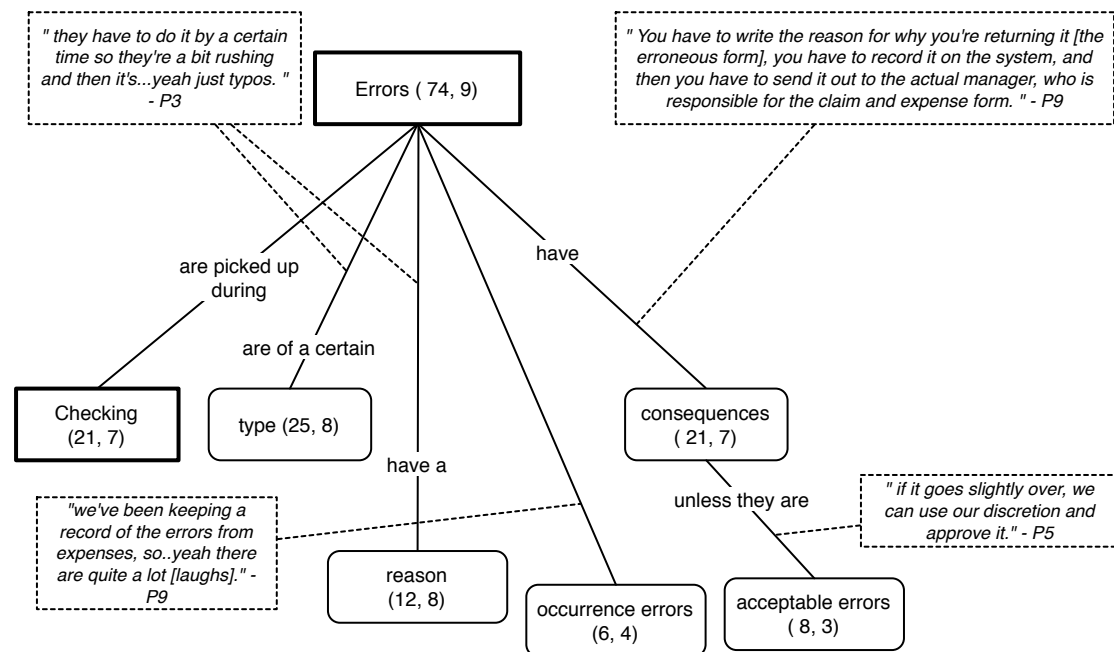 " they have to do it by a certain
time so they're a bit rushing
and then it's...yeah just typos. "
- P3
Errors ( 74, 9)
" You have to write the reason for why you're returning it [the
erroneous form], you have to record it on the system, and
then you have to send it out to the actual manager, who is
responsible for the claim and expense form. " - P9
have
are picked up
during
are of a certain
Checking
(21, 7)
type (25, 8)
consequences
( 21, 7)
have a
unless they are
"we've been keeping a
record of the errors from
expenses, so..yeah there
are quite a lot [laughs]." -
P9
" if it goes slightly over, we
can use our discretion and
approve it." - P5
reason
(12, 8)
occurrence errors
(6, 4)
acceptable errors
( 8, 3)